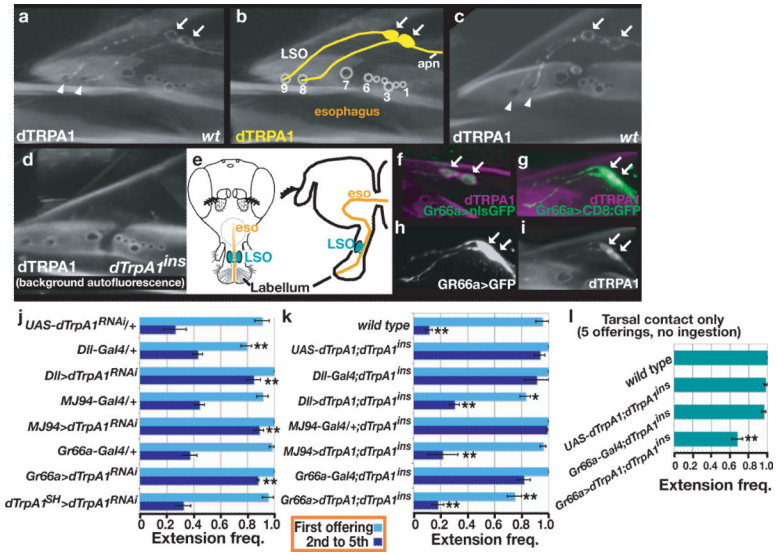 a
dTRPA1
wt
b
LSO
apn
9 8 7 6 3 1
esophagus
dTRPA1
c
dTRPA1
wt
d
dTRPA1 dTrpA1ins
(background autofluorescence)
e
eso
LSO
eso
LSO
Labellum
f
dTRPA1
Gr66a>nlsGFP
g
dTRPA1
Gr66a>CD8:GFP
h
GR66a>GFP
i
dTRPA1
j
UAS-dTrpA1RNAi/+
Dll-Gal4/+
**
Dll>dTrpA1RNAi
**
MJ94-Gal4/+
MJ94>dTrpA1RNAi
**
Gr66a-Gal4/+
Gr66a>dTrpA1RNAi
**
dTrpA1SH>dTrpA1RNAi
0 0.2 0.4 0.6 0.8 1.0
Extension freq.
k
wild type
**
UAS-dTrpA1;dTrpA1ins
Dll-Gal4;dTrpA1ins
Dll>dTrpA1;dTrpA1ins
*
**
MJ94-Gal4/+;dTrpA1ins
MJ94>dTrpA1;dTrpA1ins
**
Gr66a-Gal4;dTrpA1ins
Gr66a>dTrpA1;dTrpA1ins
**
**
0 0.2 0.4 0.6 0.8 1.0
Extension freq.
First offering
2nd to 5th
l
Tarsal contact only
(5 offerings, no ingestion)
wild type
UAS-dTrpA1;dTrpA1ins
Gr66a-Gal4;dTrpA1ins
Gr66a>dTrpA1;dTrpA1ins
**
0 0.2 0.4 0.6 0.8 1.0
Extension freq.